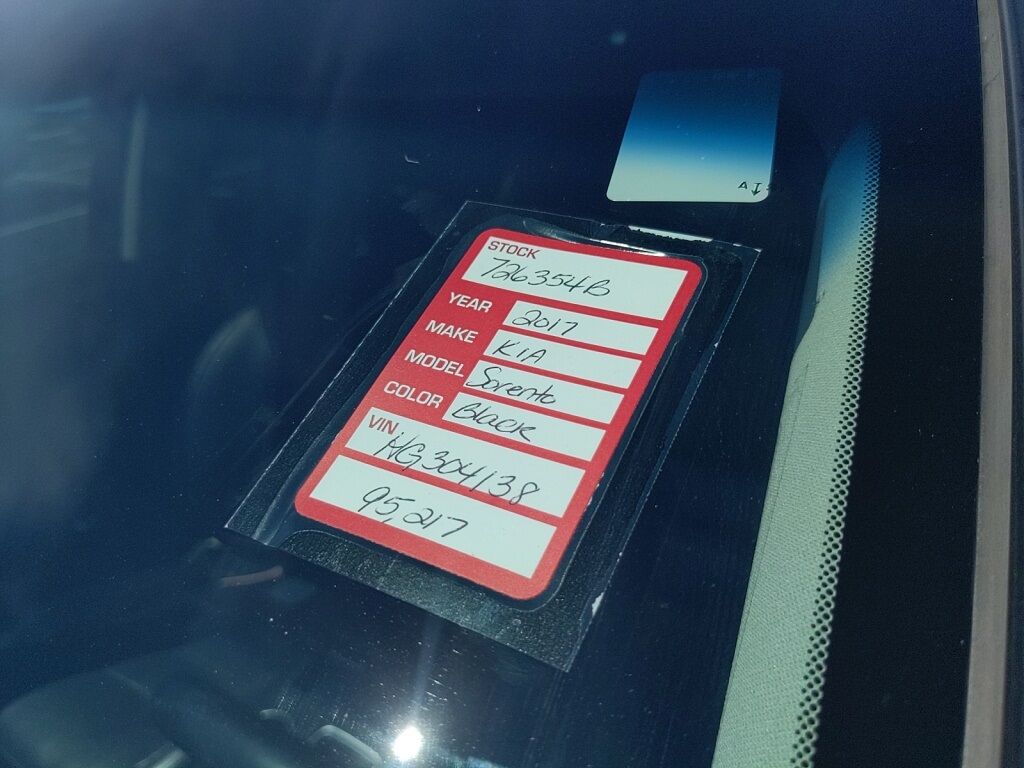 STOCK
726354B
YEAR 2017
MAKE KIA
MODEL Sorento
COLOR Black
VIN
HG304138
95,217